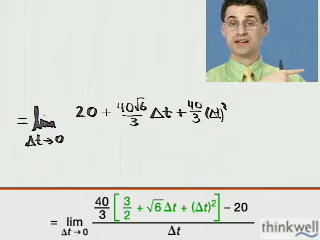 = lim Δt→0 20 + 40√6/3 Δt + 40/3 (Δt)²
= lim Δt→0 40/3 [ 3/2 + √6 Δt + (Δt)² ] − 20 / Δt
thinkwell